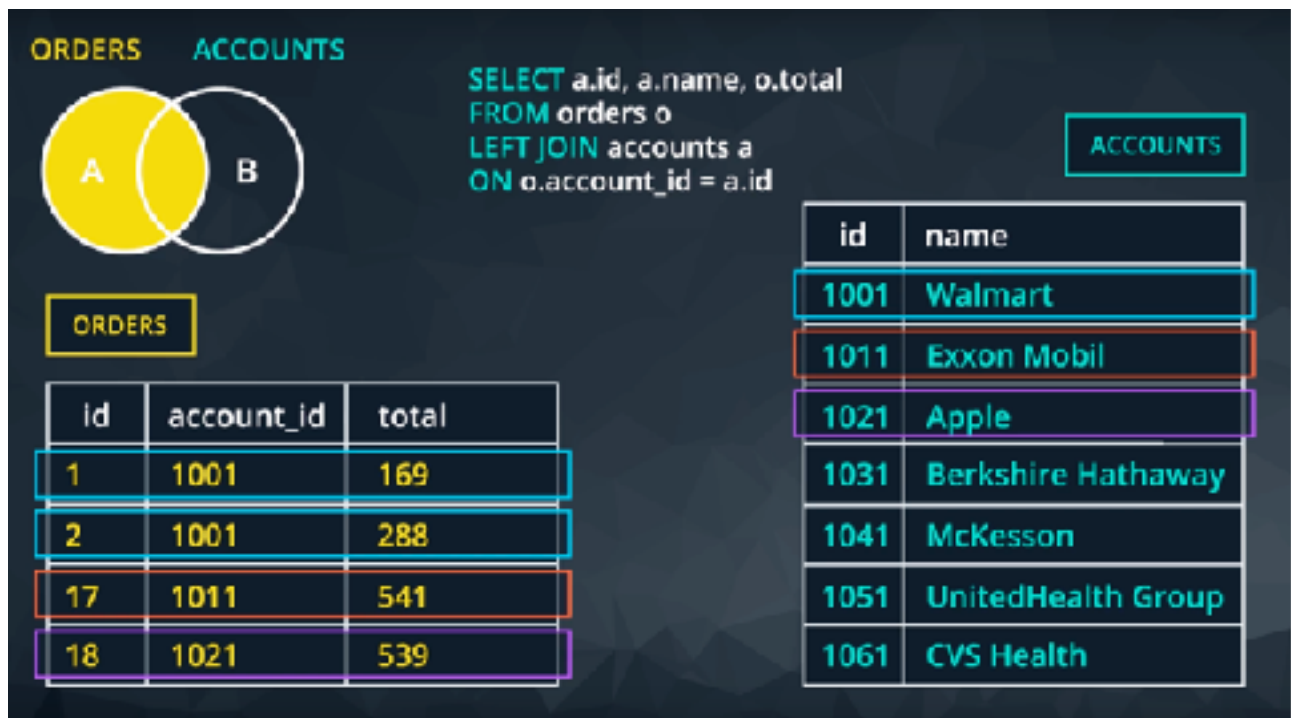 ORDERS ACCOUNTS
A B
SELECT a.id, a.name, o.total
FROM orders o
LEFT JOIN accounts a
ON o.account_id = a.id
ORDERS
id account_id total
1 1001 169
2 1001 288
17 1011 541
18 1021 539
ACCOUNTS
id name
1001 Walmart
1011 Exxon Mobil
1021 Apple
1031 Berkshire Hathaway
1041 McKesson
1051 UnitedHealth Group
1061 CVS Health